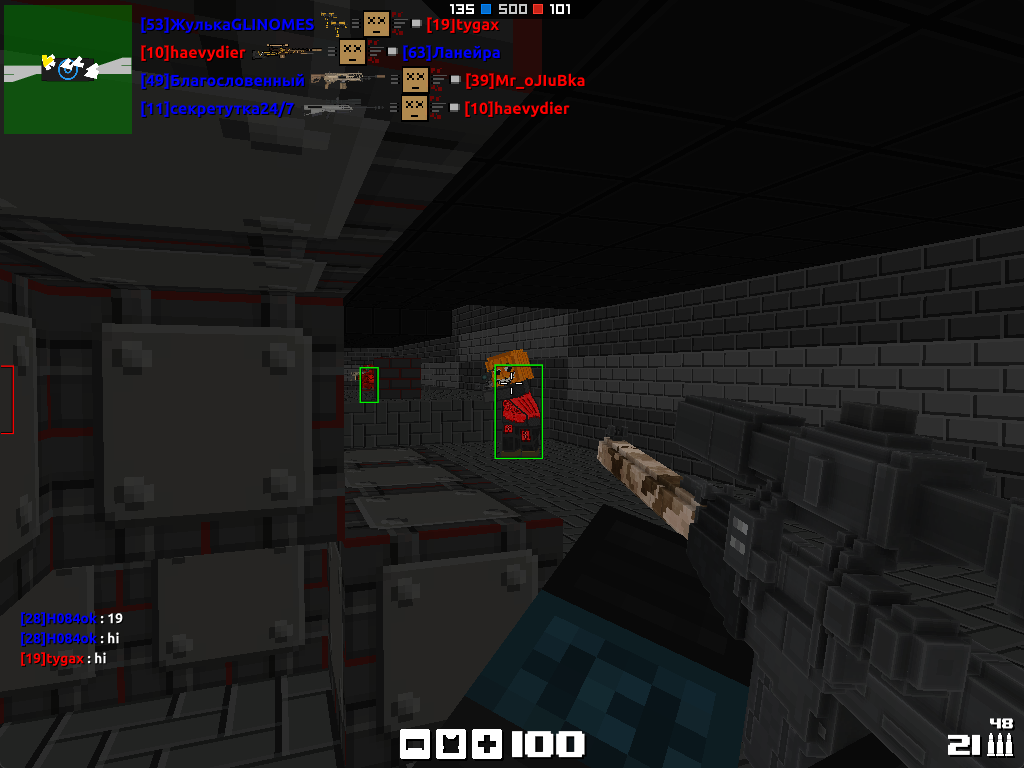 135 500 101
[53]ЖулькаGLINOMES [19]tygax
[10]haevydier [63]Ланейра
[49]Благословенный [39]Mr_oJIuBka
[11]секретутка24/7 [10]haevydier
[28]H084ok : 19
[28]H084ok : hi
[19]tygax : hi
100
48
21